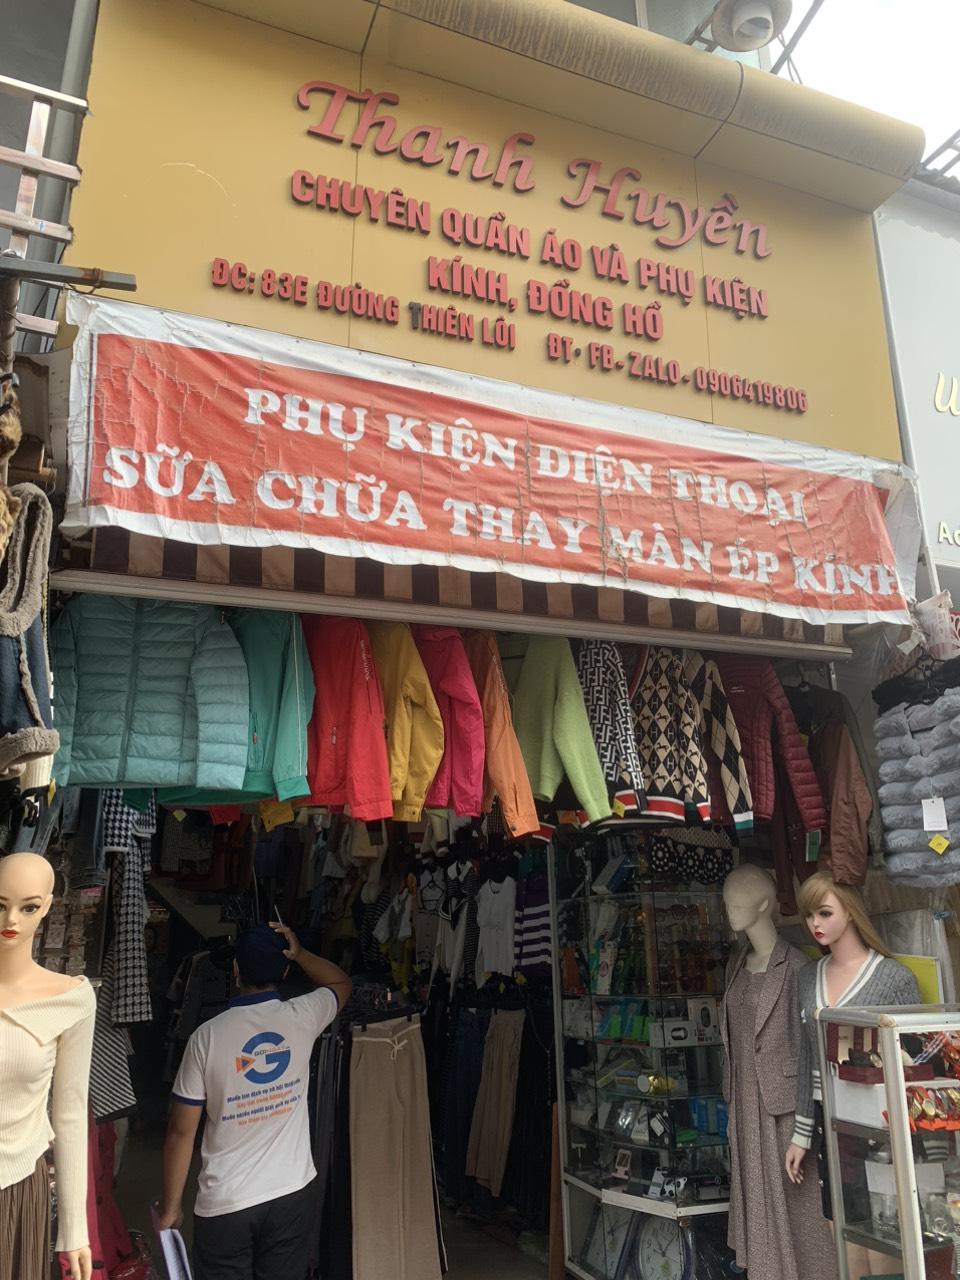 Thanh Huyền
CHUYÊN QUẦN ÁO VÀ PHỤ KIỆN
KÍNH, ĐỒNG HỒ
ĐC: 83E ĐƯỜNG THIÊN LÔI ĐT- FB- ZALO- 0906419806
PHỤ KIỆN ĐIỆN THOẠI
SỮA CHỮA THAY MÀN ÉP KÍNH